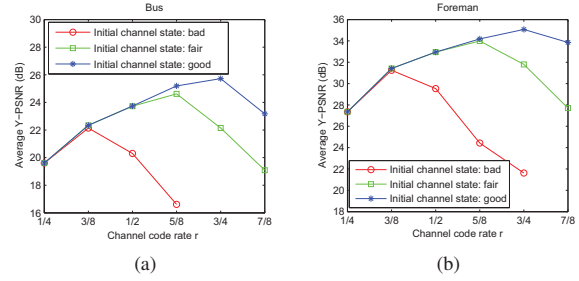 Bus
Average Y−PSNR (dB)
30
28
26
24
22
20
18
16
Initial channel state: bad
Initial channel state: fair
Initial channel state: good
1/4 3/8 1/2 5/8 3/4 7/8
Channel code rate r
(a)
Foreman
Average Y−PSNR (dB)
36
34
32
30
28
26
24
22
20
18
Initial channel state: bad
Initial channel state: fair
Initial channel state: good
1/4 3/8 1/2 5/8 3/4 7/8
Channel code rate r
(b)